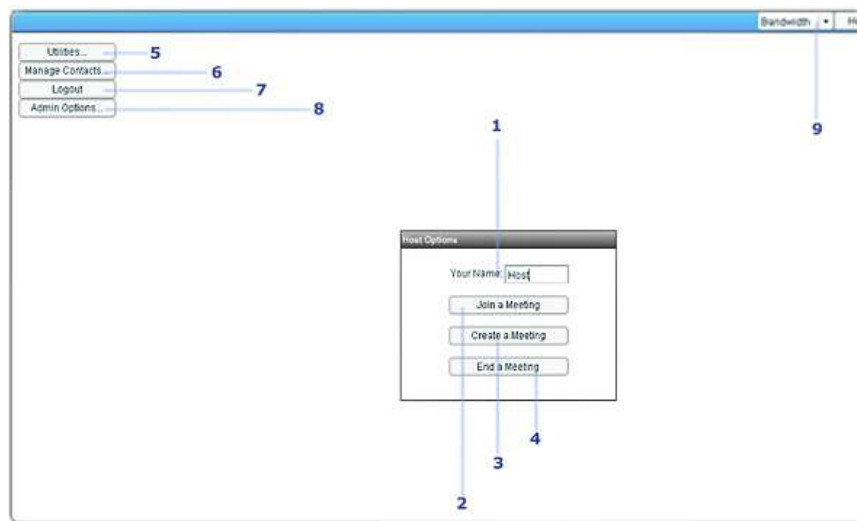 Bandwidth
Utilities...
5
Manage Contacts...
6
Logout
7
Admin Options...
8
1
9
Host Options
Your Name: Host
Join a Meeting
Create a Meeting
End a Meeting
4
3
2